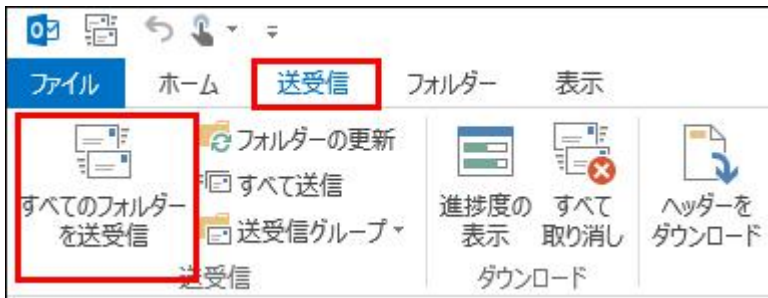 ファイル ホーム 送受信 フォルダー 表示
すべてのフォルダー
を送受信
フォルダーの更新
すべて送信
送受信グループ
送受信
進捗度の
表示
すべて
取り消し
ダウンロード
ヘッダーを
ダウンロード